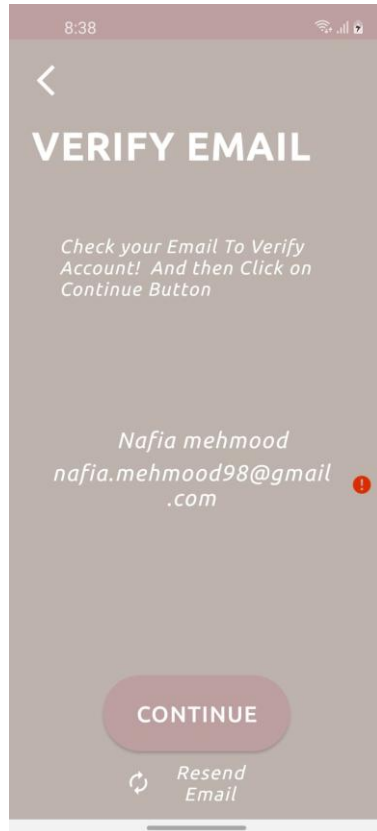 8:38
VERIFY EMAIL
Check your Email To Verify
Account! And then Click on
Continue Button
Nafia mehmood
nafia.mehmood98@gmail
.com
!
CONTINUE
Resend
Email